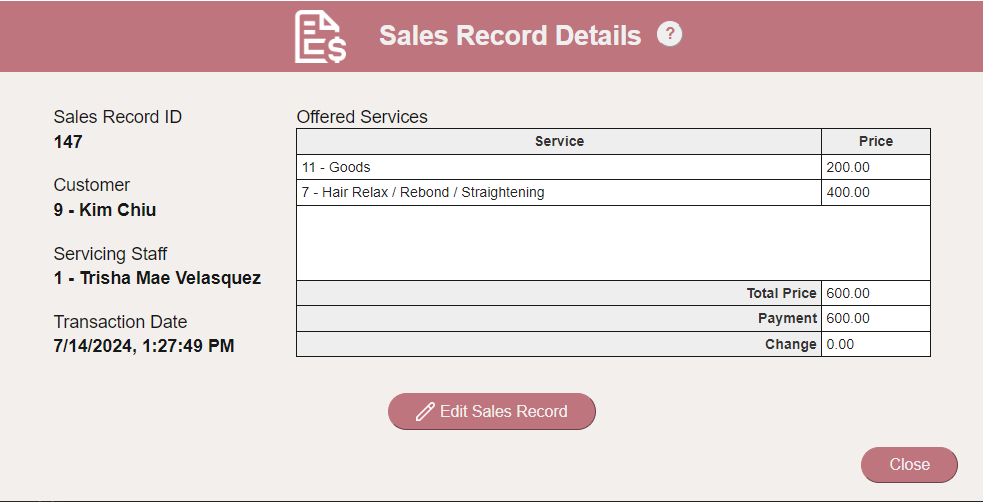 Sales Record Details ?
Sales Record ID
147
Customer
9 - Kim Chiu
Servicing Staff
1 - Trisha Mae Velasquez
Transaction Date
7/14/2024, 1:27:49 PM
Offered Services
Service Price
11 - Goods 200.00
7 - Hair Relax / Rebond / Straightening 400.00
Total Price 600.00
Payment 600.00
Change 0.00
Edit Sales Record
Close